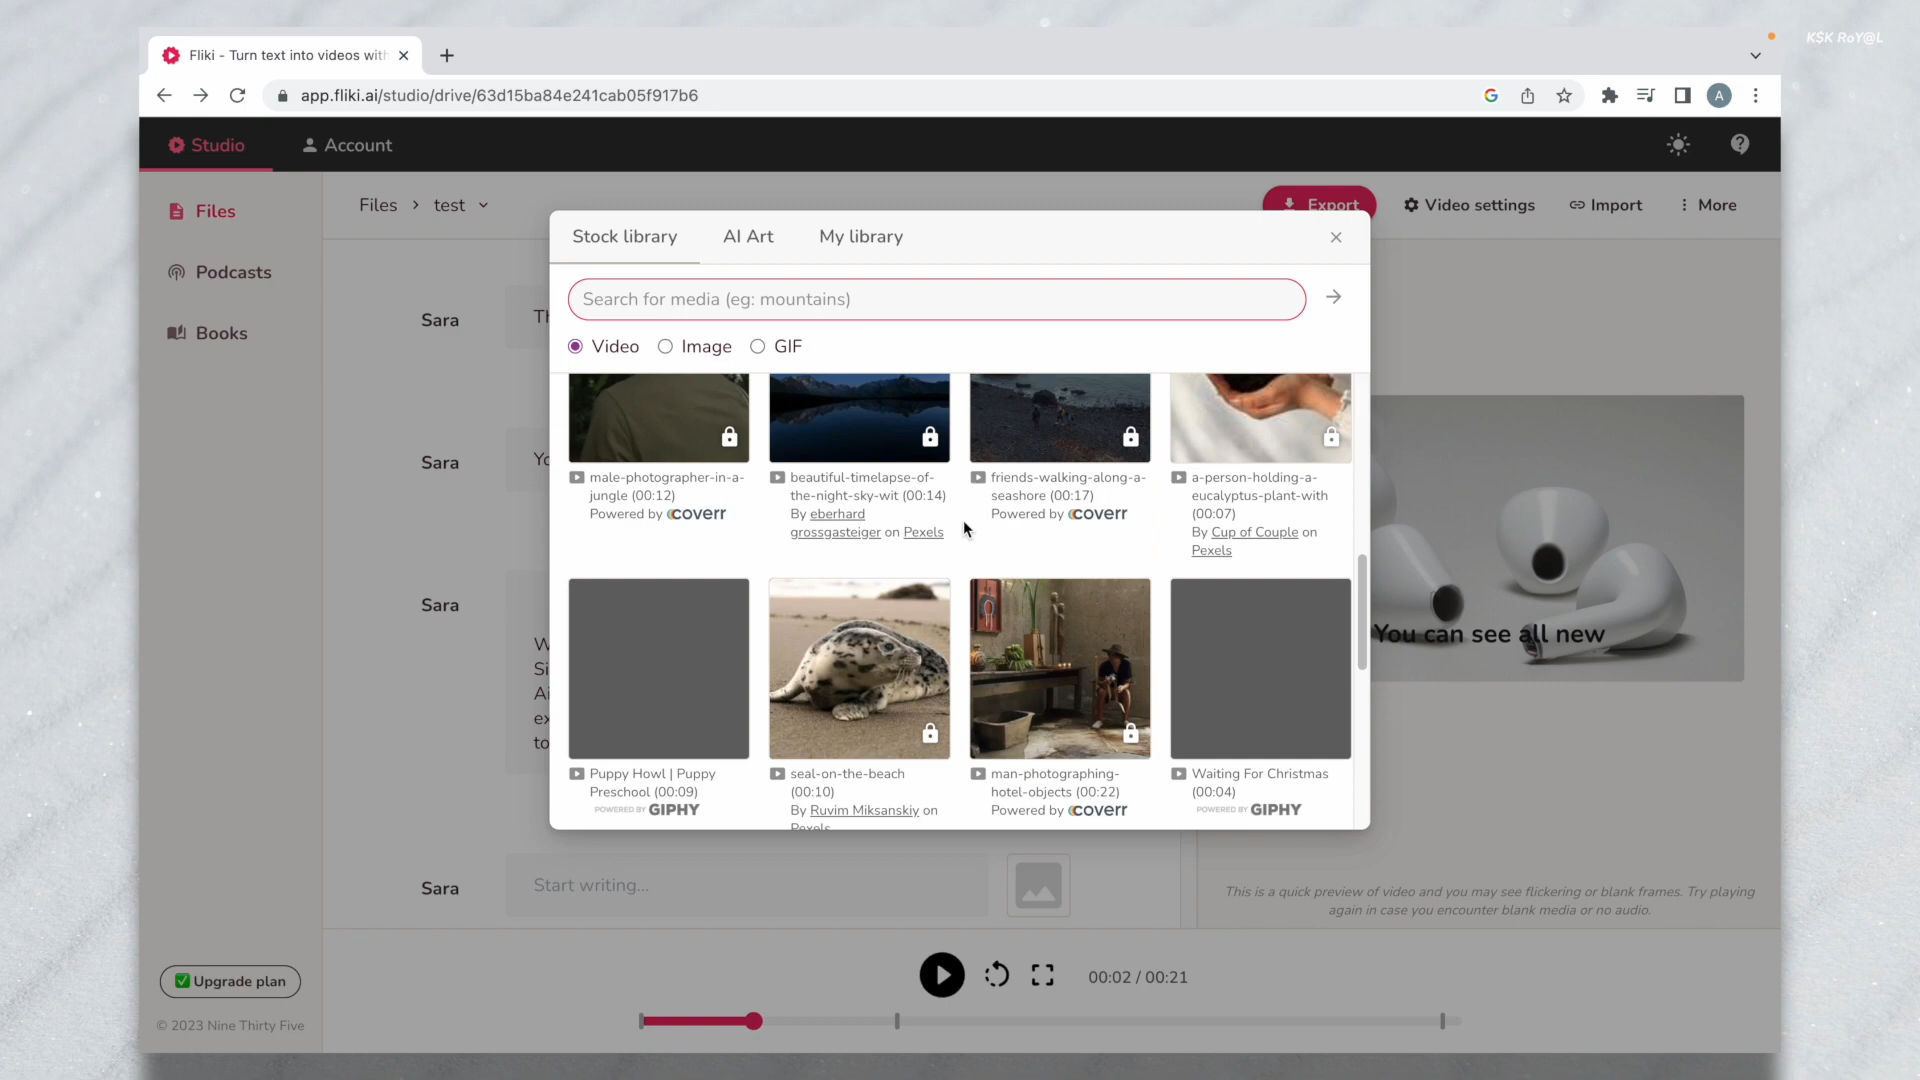 Fliki - Turn text into videos with
K$K RoY@L
app.fliki.ai/studio/drive/63d15ba84e241cab05f917b6
A
Studio
Account
Files
Podcasts
Books
Files > test
Export
Video settings
Import
More
Stock library
AI Art
My library
Search for media (eg: mountains)
Video
Image
GIF
Sara
Th
Sara
Yo
Sara
W
Si
Ai
ex
to
male-photographer-in-a-
jungle (00:12)
Powered by coverr
beautiful-timelapse-of-
the-night-sky-wit (00:14)
By eberhard
grossgasteiger on Pexels
friends-walking-along-a-
seashore (00:17)
Powered by coverr
a-person-holding-a-
eucalyptus-plant-with
(00:07)
By Cup of Couple on
Pexels
Puppy Howl | Puppy
Preschool (00:09)
POWERED BY GIPHY
seal-on-the-beach
(00:10)
By Ruvim Miksanskiy on
Pexels
man-photographing-
hotel-objects (00:22)
Powered by coverr
Waiting For Christmas
(00:04)
POWERED BY GIPHY
You can see all new
Sara
Start writing...
This is a quick preview of video and you may see flickering or blank frames. Try playing
again in case you encounter blank media or no audio.
Upgrade plan
© 2023 Nine Thirty Five
00:02 / 00:21